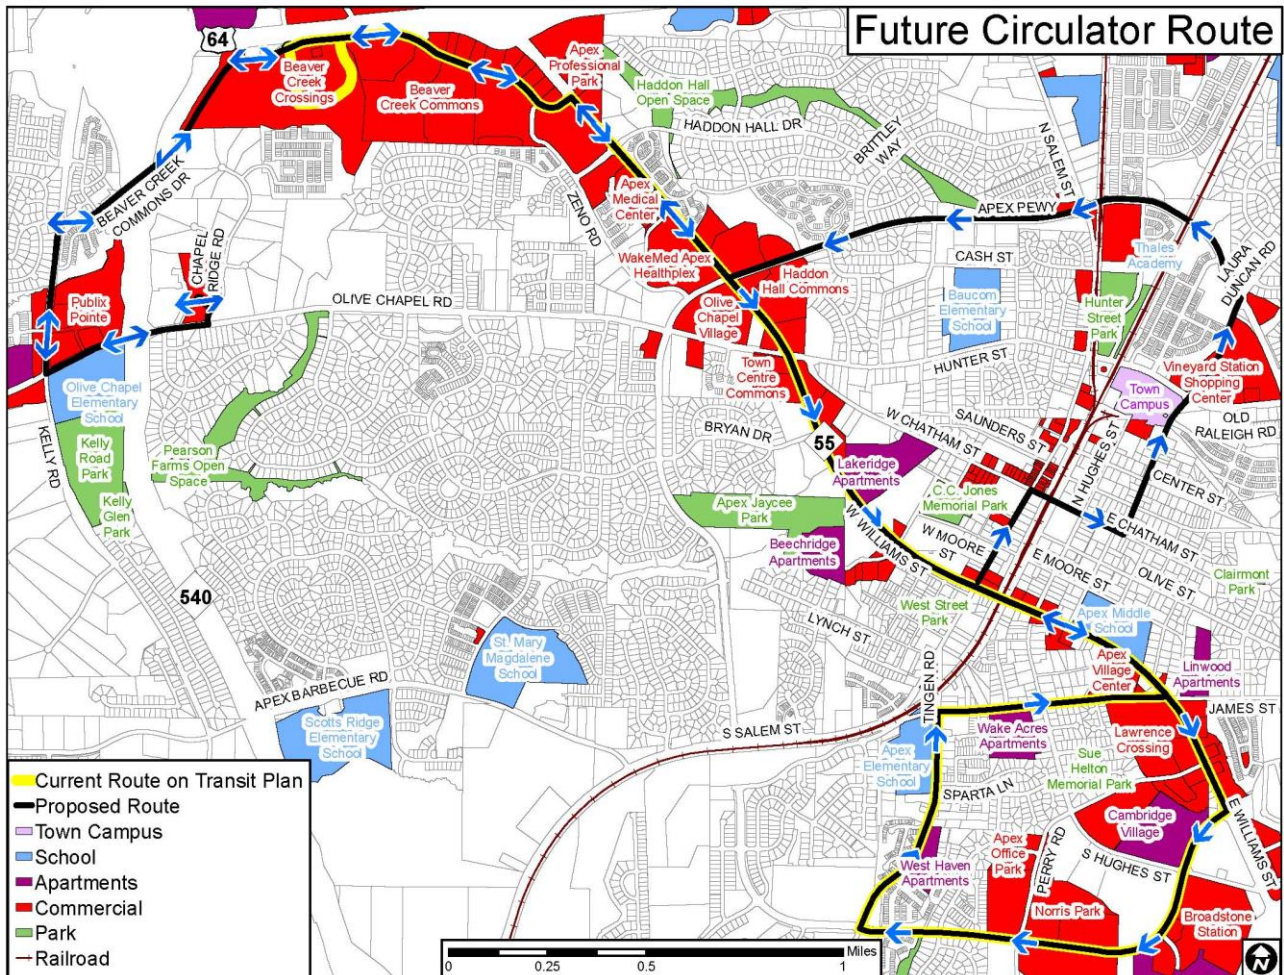 Future Circulator Route
64
Beaver
Creek
Crossings
Beaver
Creek Commons
Apex
Professional
Park
Haddon Hall
Open Space
HADDON HALL DR
BRITTLEY
WAY
N SALEM ST
ZENO RD
BEAVER CREEK
COMMONS DR
CHAPEL
RIDGE RD
Apex
Medical
Center
APEX PEWY
WakeMed Apex
Healthplex
CASH ST
Thales
Academy
LAURA
DUNCAN RD
Haddon
Hall Commons
Publix
Pointe
OLIVE CHAPEL RD
Olive
Chapel
Village
Baucom
Elementary
School
Hunter
Street
Park
HUNTER ST
Town
Centre
Commons
Vineyard Station
Shopping
Center
Town
Campus
Olive Chapel
Elementary
School
KELLY RD
Kelly
Road
Park
Kelly
Glen
Park
Pearson
Farms Open
Space
BRYAN DR
55
W CHATHAM ST
SAUNDERS ST
N HUGHES ST
OLD
RALEIGH RD
CENTER ST
Lakeridge
Apartments
C.C. Jones
Memorial Park
Apex Jaycee
Park
Beechridge
Apartments
W WILLIAMS ST
W MOORE
ST
E CHATHAM ST
E MOORE ST
OLIVE ST
Clairmont
Park
540
West Street
Park
LYNCH ST
Apex Middle
School
St. Mary
Magdalene
School
APEX BARBECUE RD
Scotts Ridge
Elementary
School
TINGEN RD
Apex
Village
Center
Linwood
Apartments
JAMES ST
S SALEM ST
Apex
Elementary
School
Wake Acres
Apartments
Lawrence
Crossing
Sue
Helton
Memorial Park
SPARTA LN
Cambridge
Village
E WILLIAMS ST
West Haven
Apartments
Apex
Office
Park
PERRY RD
S HUGHES ST
Norris Park
Broadstone
Station
Current Route on Transit Plan
Proposed Route
Town Campus
School
Apartments
Commercial
Park
Railroad
Miles
0
0.25
0.5
1
N